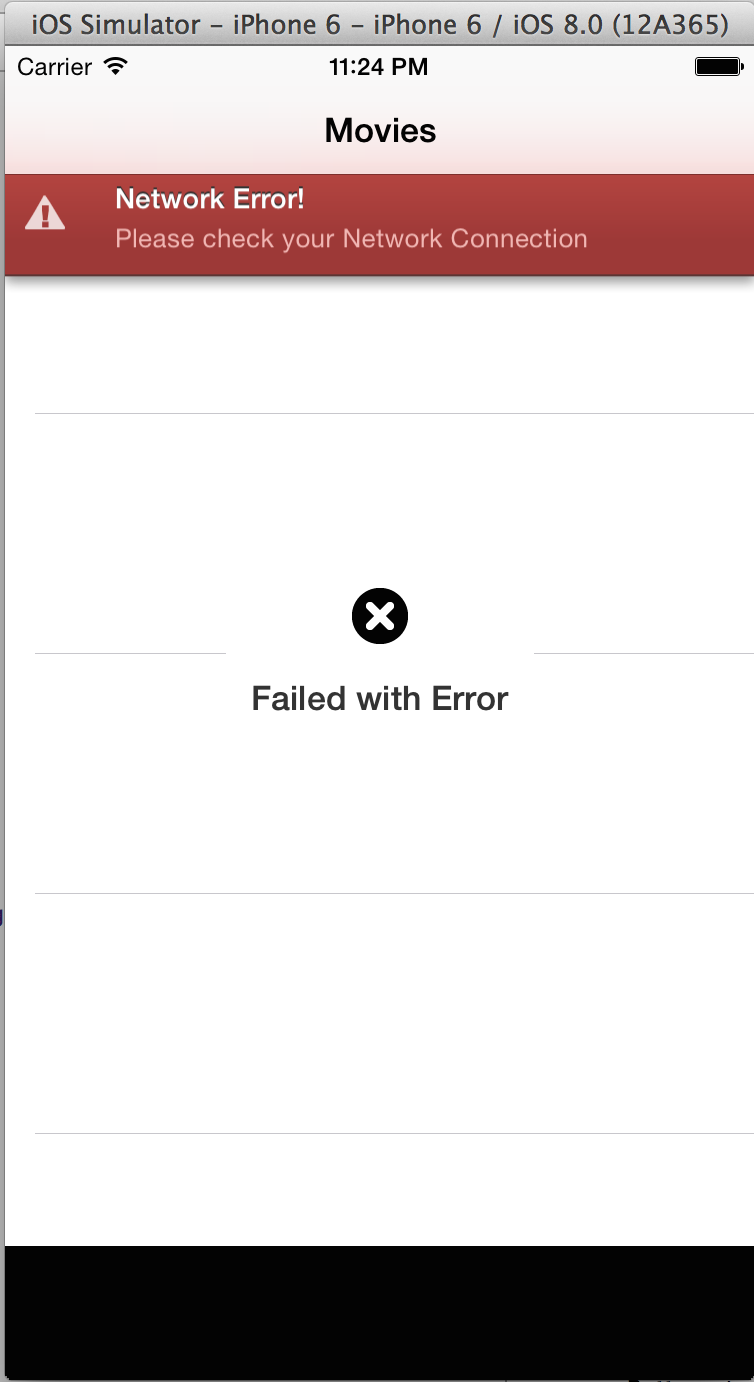 iOS Simulator – iPhone 6 – iPhone 6 / iOS 8.0 (12A365)
Carrier 11:24 PM
Movies
Network Error!
Please check your Network Connection
Failed with Error